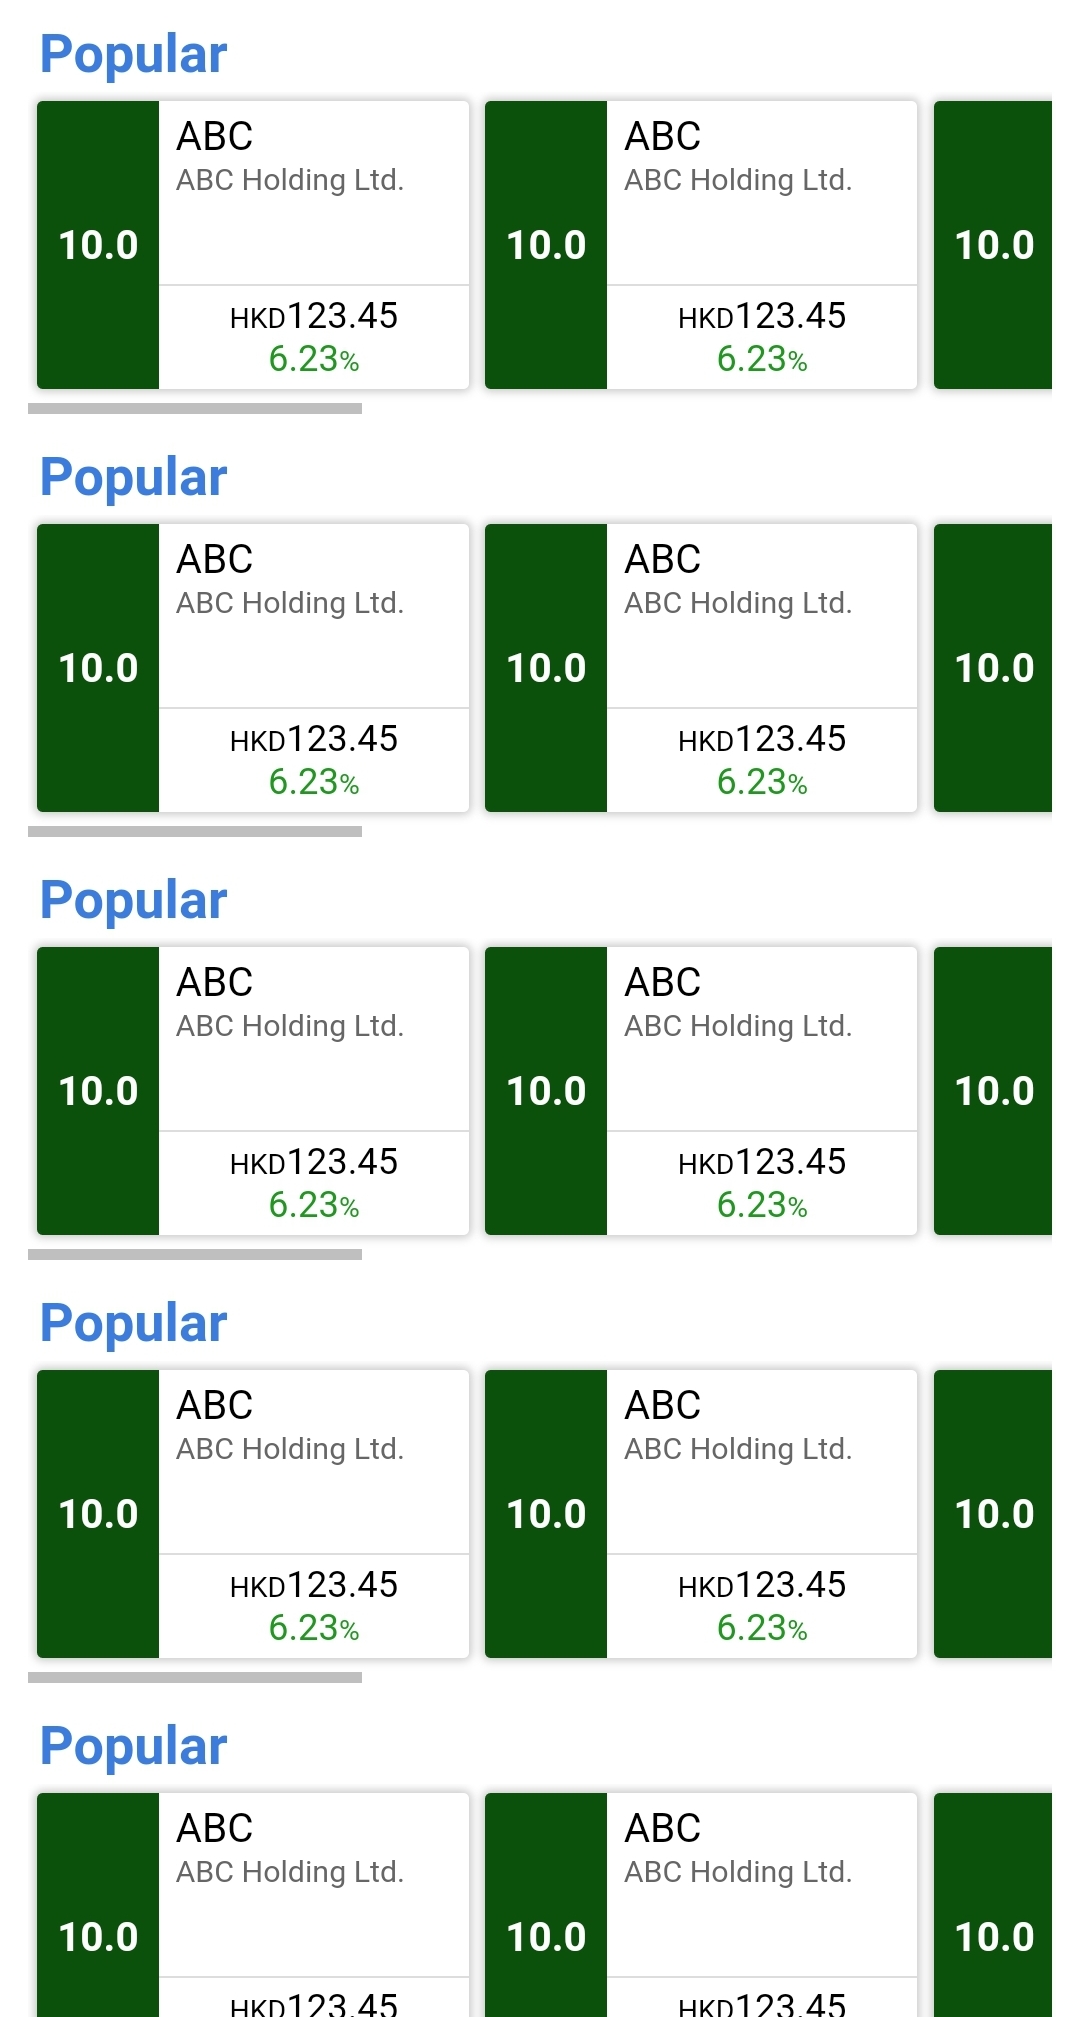 Popular
ABC ABC
ABC Holding Ltd. ABC Holding Ltd.
10.0 10.0 10.0
HKD123.45 HKD123.45
6.23% 6.23%
Popular
ABC ABC
ABC Holding Ltd. ABC Holding Ltd.
10.0 10.0 10.0
HKD123.45 HKD123.45
6.23% 6.23%
Popular
ABC ABC
ABC Holding Ltd. ABC Holding Ltd.
10.0 10.0 10.0
HKD123.45 HKD123.45
6.23% 6.23%
Popular
ABC ABC
ABC Holding Ltd. ABC Holding Ltd.
10.0 10.0 10.0
HKD123.45 HKD123.45
6.23% 6.23%
Popular
ABC ABC
ABC Holding Ltd. ABC Holding Ltd.
10.0 10.0 10.0
HKD123.45 HKD123.45